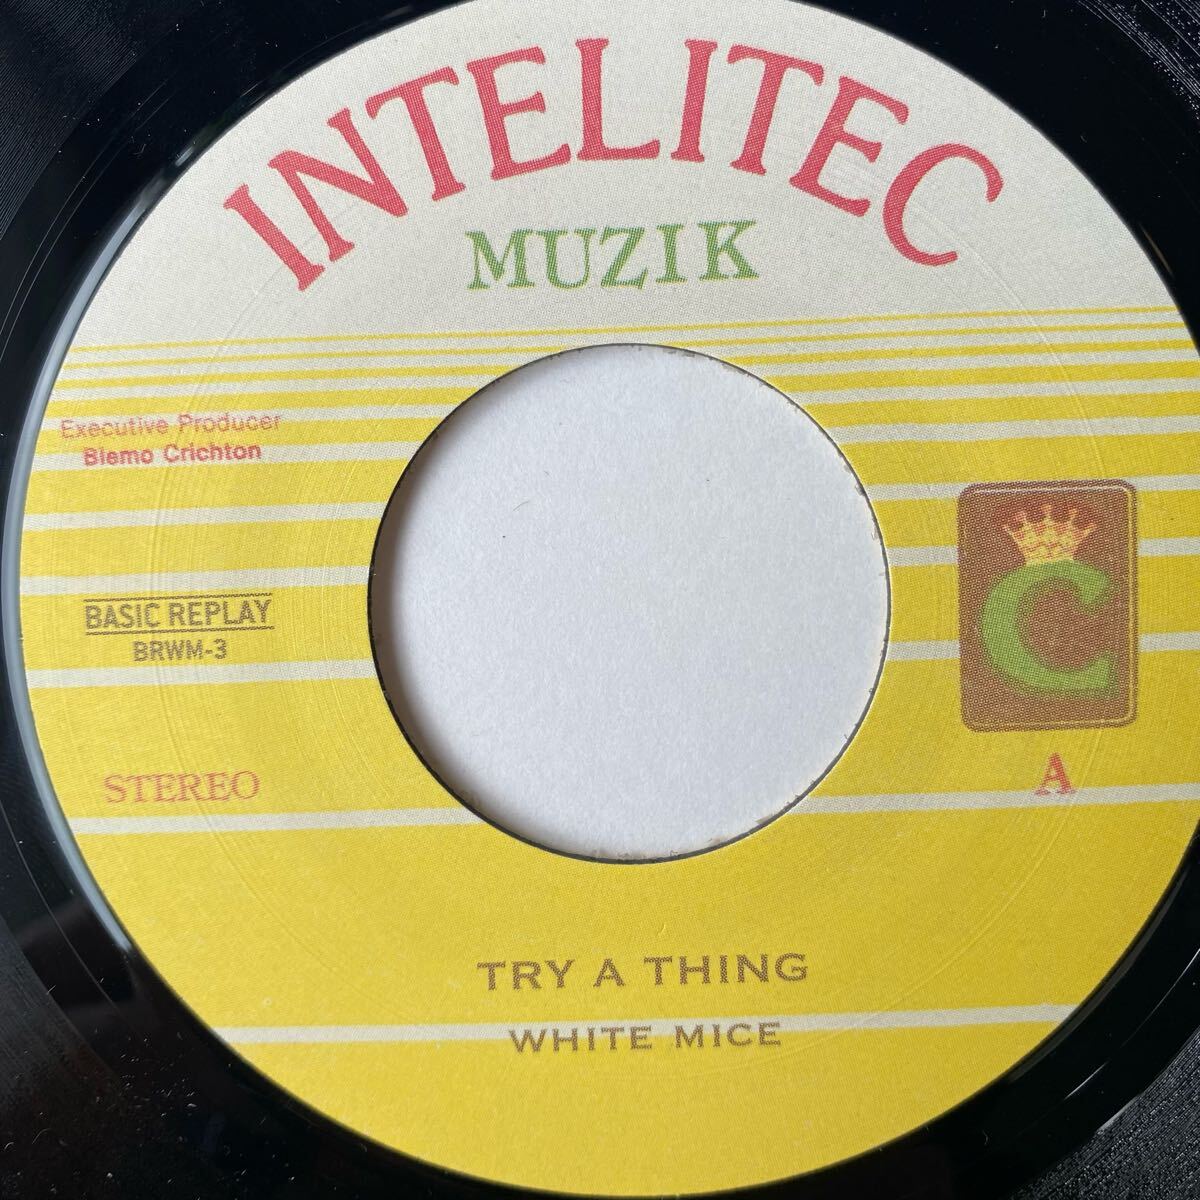 INTELITEC
MUZIK
Executive Producer
Blemo Crichton
BASIC REPLAY
BRWM-3
C
STEREO
A
TRY A THING
WHITE MICE